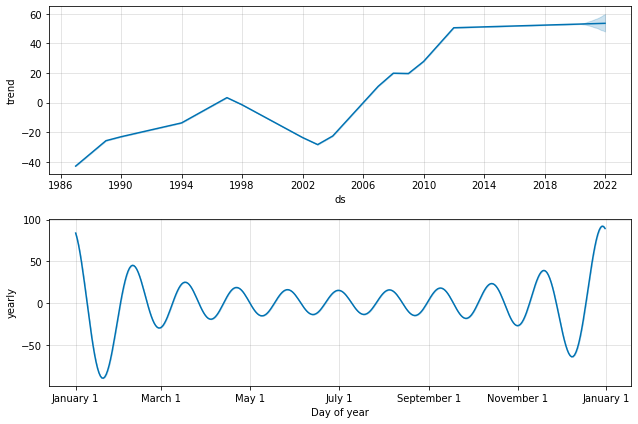 60
40
20
0
−20
−40
trend
1986 1990 1994 1998 2002 2006 2010 2014 2018 2022
ds
100
50
0
−50
yearly
January 1 March 1 May 1 July 1 September 1 November 1 January 1
Day of year